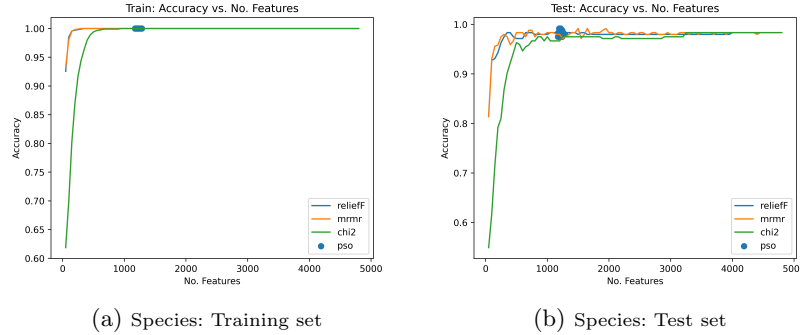 Train: Accuracy vs. No. Features
1.00
0.95
0.90
0.85
0.80
0.75
0.70
0.65
0.60
Accuracy
0
1000
2000
3000
4000
5000
No. Features
reliefF
mrmr
chi2
pso
(a) Species: Training set
Test: Accuracy vs. No. Features
1.0
0.9
0.8
0.7
0.6
Accuracy
0
1000
2000
3000
4000
5000
No. Features
reliefF
mrmr
chi2
pso
(b) Species: Test set